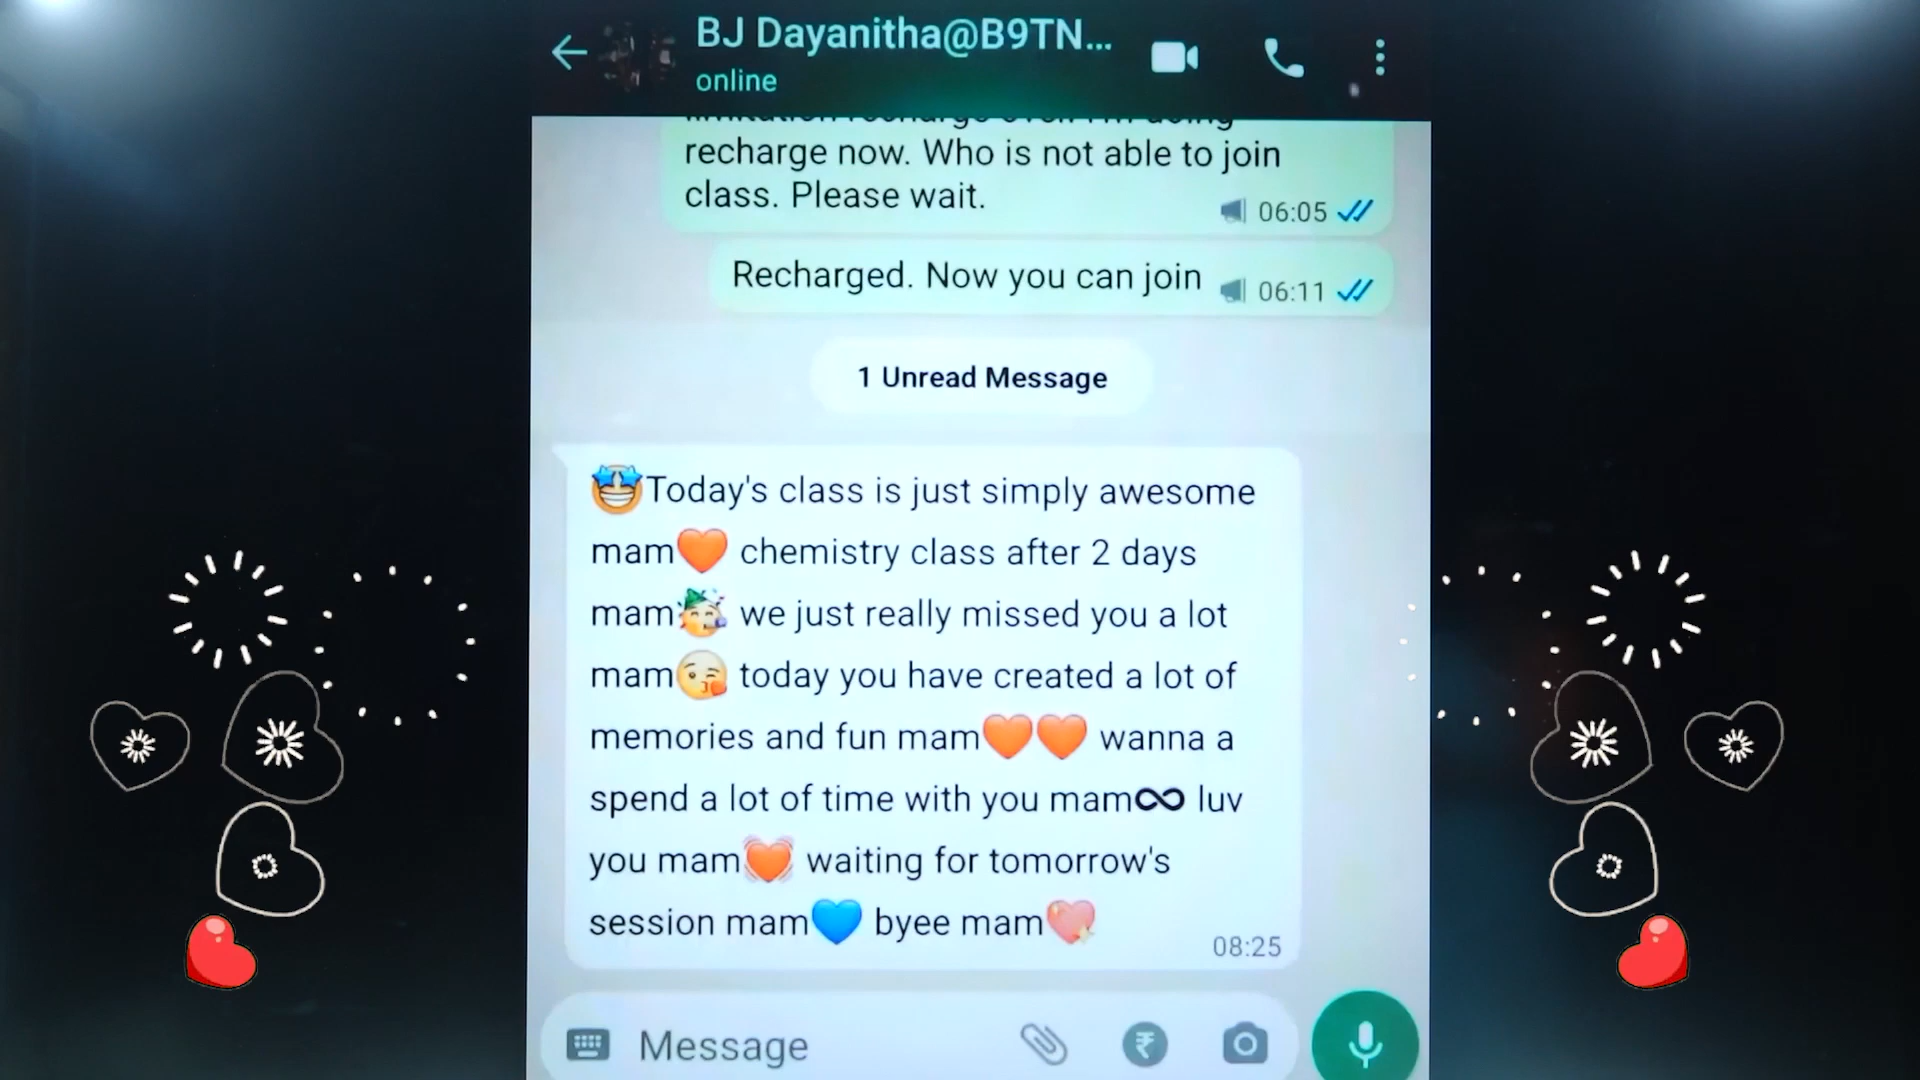 BJ Dayanitha@B9TN...
online
recharge now. Who is not able to join
class. Please wait.
06:05
Recharged. Now you can join
06:11
1 Unread Message
🤩Today's class is just simply awesome
mam🧡 chemistry class after 2 days
mam🥳 we just really missed you a lot
mam😘 today you have created a lot of
memories and fun mam🧡🧡 wanna a
spend a lot of time with you mam∞ luv
you mam💓 waiting for tomorrow's
session mam💙 byee mam💖
08:25
Message